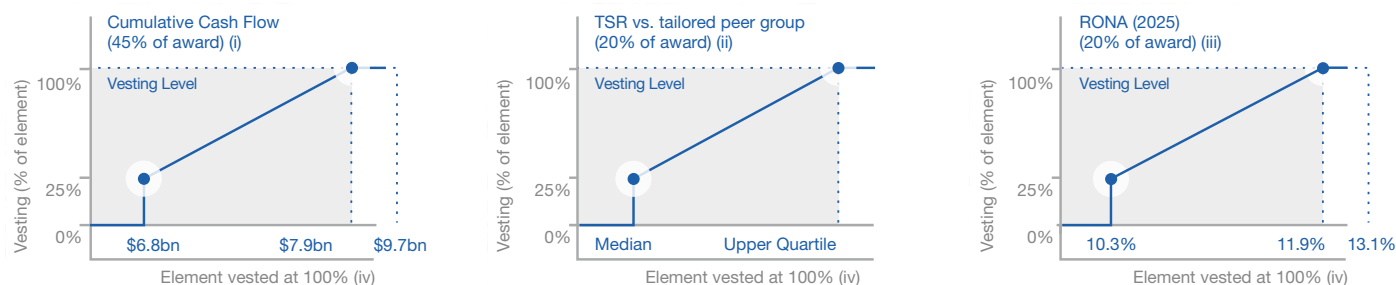 Cumulative Cash Flow
(45% of award) (i)
Vesting Level
Vesting (% of element)
100%
25%
0%
$6.8bn
$7.9bn
$9.7bn
Element vested at 100% (iv)
TSR vs. tailored peer group
(20% of award) (ii)
Vesting Level
Vesting (% of element)
100%
25%
0%
Median
Upper Quartile
Element vested at 100% (iv)
RONA (2025)
(20% of award) (iii)
Vesting Level
Vesting (% of element)
100%
25%
0%
10.3%
11.9%
13.1%
Element vested at 100% (iv)